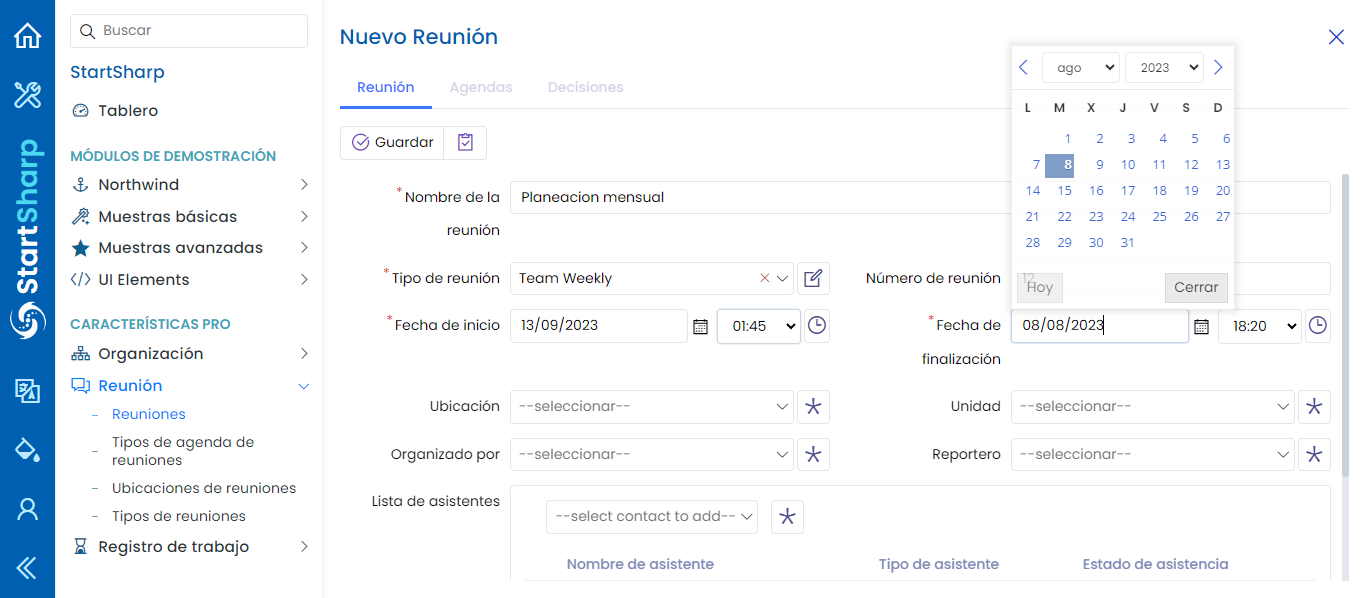 Buscar
StartSharp
Tablero
MÓDULOS DE DEMOSTRACIÓN
Northwind
Muestras básicas
Muestras avanzadas
UI Elements
CARACTERÍSTICAS PRO
Organización
Reunión
Reuniones
Tipos de agenda de
reuniones
Ubicaciones de reuniones
Tipos de reuniones
Registro de trabajo
StartSharp
Nuevo Reunión
Reunión Agendas Decisiones
Guardar
*Nombre de la
reunión
Planeacion mensual
*Tipo de reunión
Team Weekly
Número de reunión
12
*Fecha de inicio
13/09/2023
01:45
*Fecha de
finalización
08/08/2023
18:20
ago 2023
L M X J V S D
1 2 3 4 5 6
7 8 9 10 11 12 13
14 15 16 17 18 19 20
21 22 23 24 25 26 27
28 29 30 31
Hoy Cerrar
Ubicación --seleccionar--
Unidad --seleccionar--
Organizado por --seleccionar--
Reportero --seleccionar--
Lista de asistentes
--select contact to add--
Nombre de asistente Tipo de asistente Estado de asistencia